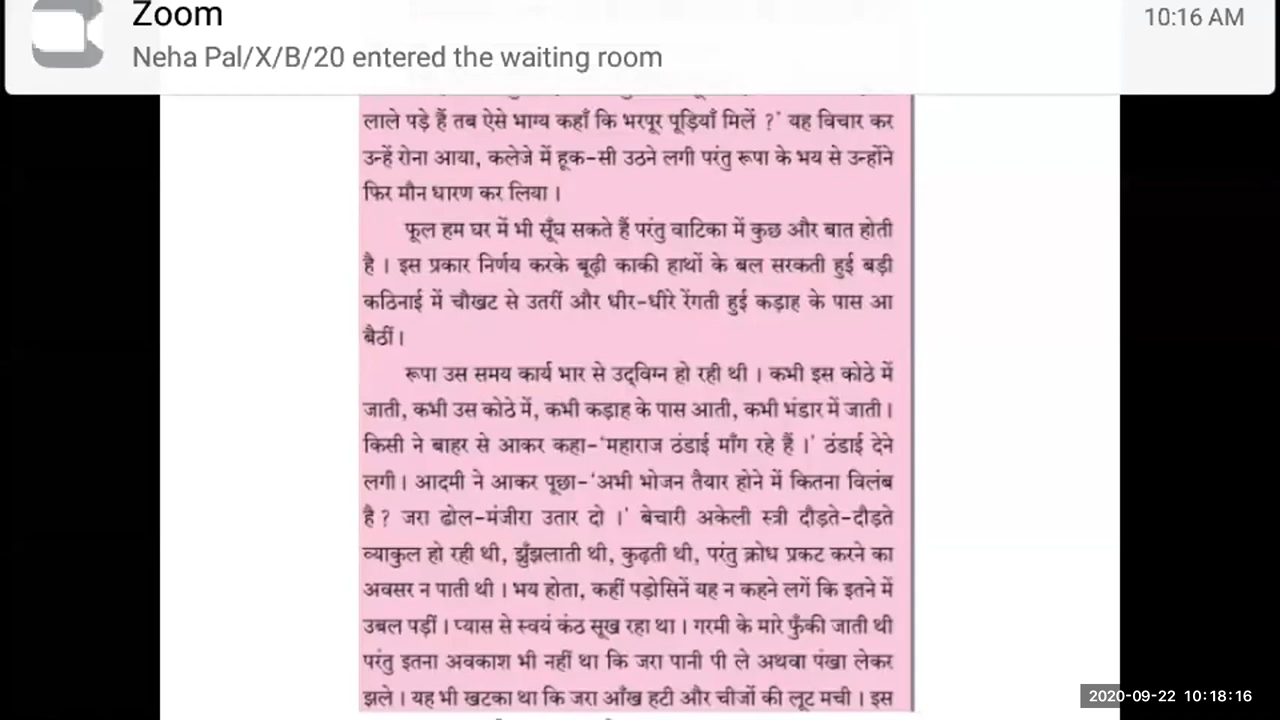 Zoom
10:16 AM
Neha Pal/X/B/20 entered the waiting room
लाले पड़े हैं तब ऐसे भाग्य कहाँ कि भरपूर पूड़ियाँ मिलें ?' यह विचार कर
उन्हें रोना आया, कलेजे में हूक-सी उठने लगी परंतु रूपा के भय से उन्होंने
फिर मौन धारण कर लिया ।
फूल हम घर में भी सूँघ सकते हैं परंतु वाटिका में कुछ और बात होती
है । इस प्रकार निर्णय करके बूढ़ी काकी हाथों के बल सरकती हुई बड़ी
कठिनाई में चौखट से उतरीं और धीर-धीरे रेंगती हुई कड़ाह के पास आ
बैठीं।
रूपा उस समय कार्य भार से उद्‌विग्न हो रही थी । कभी इस कोठे में
जाती, कभी उस कोठे में, कभी कड़ाह के पास आती, कभी भंडार में जाती।
किसी ने बाहर से आकर कहा-'महाराज ठंडाई माँग रहे हैं ।' ठंडाई देने
लगी। आदमी ने आकर पूछा-'अभी भोजन तैयार होने में कितना विलंब
है ? जरा ढोल-मंजीरा उतार दो ।' बेचारी अकेली स्त्री दौड़ते-दौड़ते
व्याकुल हो रही थी, झुँझलाती थी, कुढ़ती थी, परंतु क्रोध प्रकट करने का
अवसर न पाती थी । भय होता, कहीं पड़ोसिनें यह न कहने लगें कि इतने में
उबल पड़ीं । प्यास से स्वयं कंठ सूख रहा था । गरमी के मारे फुँकी जाती थी
परंतु इतना अवकाश भी नहीं था कि जरा पानी पी ले अथवा पंखा लेकर
झले । यह भी खटका था कि जरा आँख हटी और चीजों की लूट मची । इस
2020-09-22 10:18:16